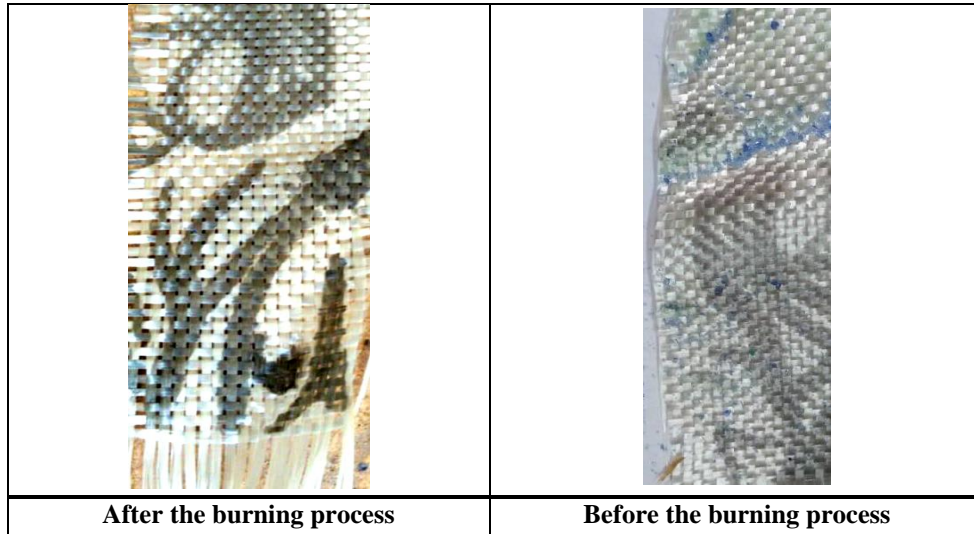 After the burning process
Before the burning process